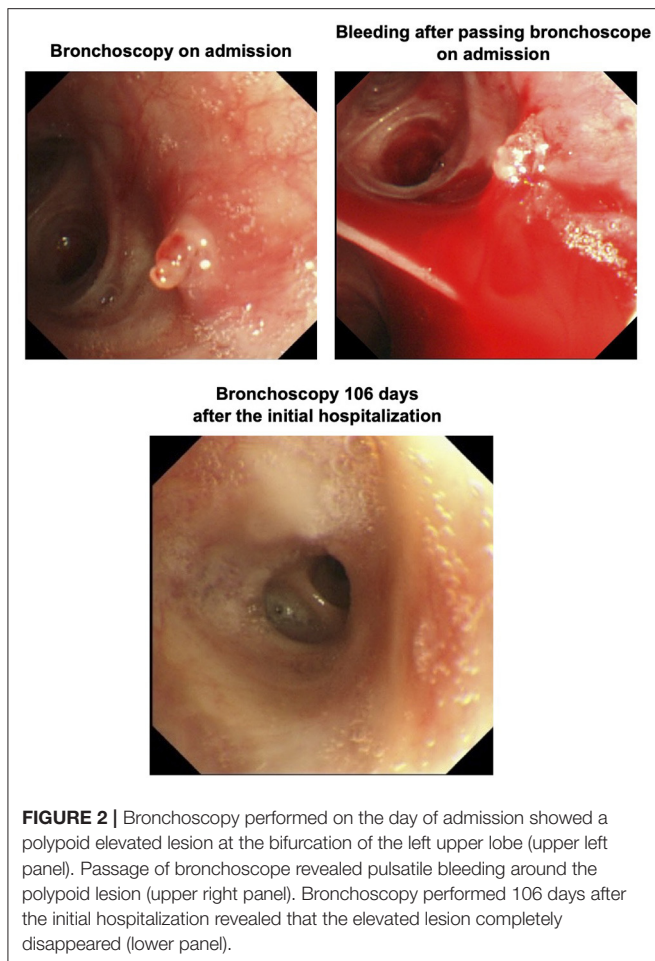 Bronchoscopy on admission
Bleeding after passing bronchoscope
on admission
Bronchoscopy 106 days
after the initial hospitalization
FIGURE 2 | Bronchoscopy performed on the day of admission showed a
polypoid elevated lesion at the bifurcation of the left upper lobe (upper left
panel). Passage of bronchoscope revealed pulsatile bleeding around the
polypoid lesion (upper right panel). Bronchoscopy performed 106 days after
the initial hospitalization revealed that the elevated lesion completely
disappeared (lower panel).